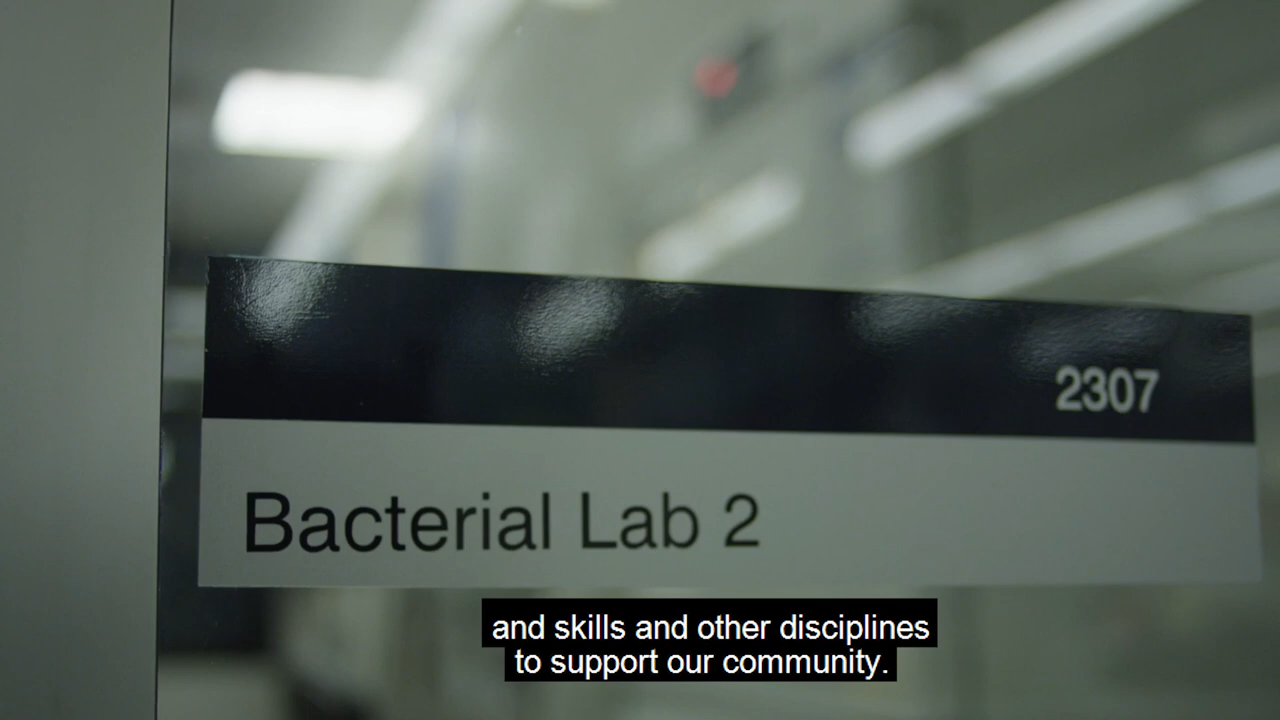 2307
Bacterial Lab 2
and skills and other disciplines
to support our community.